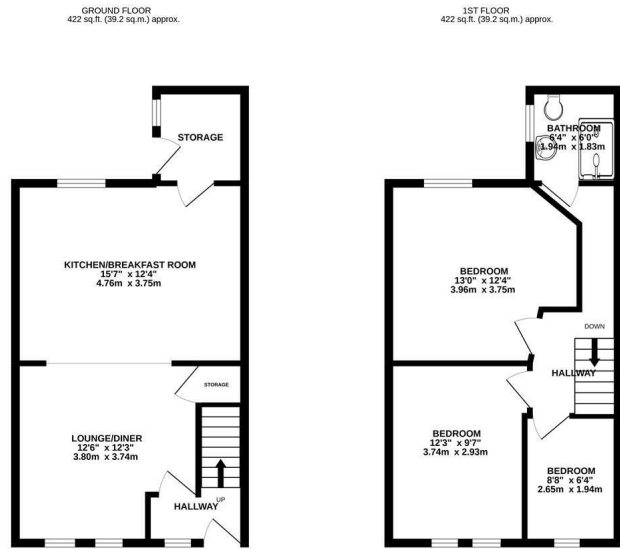 GROUND FLOOR
422 sq.ft. (39.2 sq.m.) approx.
STORAGE
KITCHEN/BREAKFAST ROOM
15'7" x 12'4"
4.76m x 3.75m
STORAGE
LOUNGE/DINER
12'6" x 12'3"
3.80m x 3.74m
UP
HALLWAY
1ST FLOOR
422 sq.ft. (39.2 sq.m.) approx.
BATHROOM
6'4" x 6'0"
1.94m x 1.83m
BEDROOM
13'0" x 12'4"
3.96m x 3.75m
DOWN
HALLWAY
BEDROOM
12'3" x 9'7"
3.74m x 2.93m
BEDROOM
8'8" x 6'4"
2.65m x 1.94m